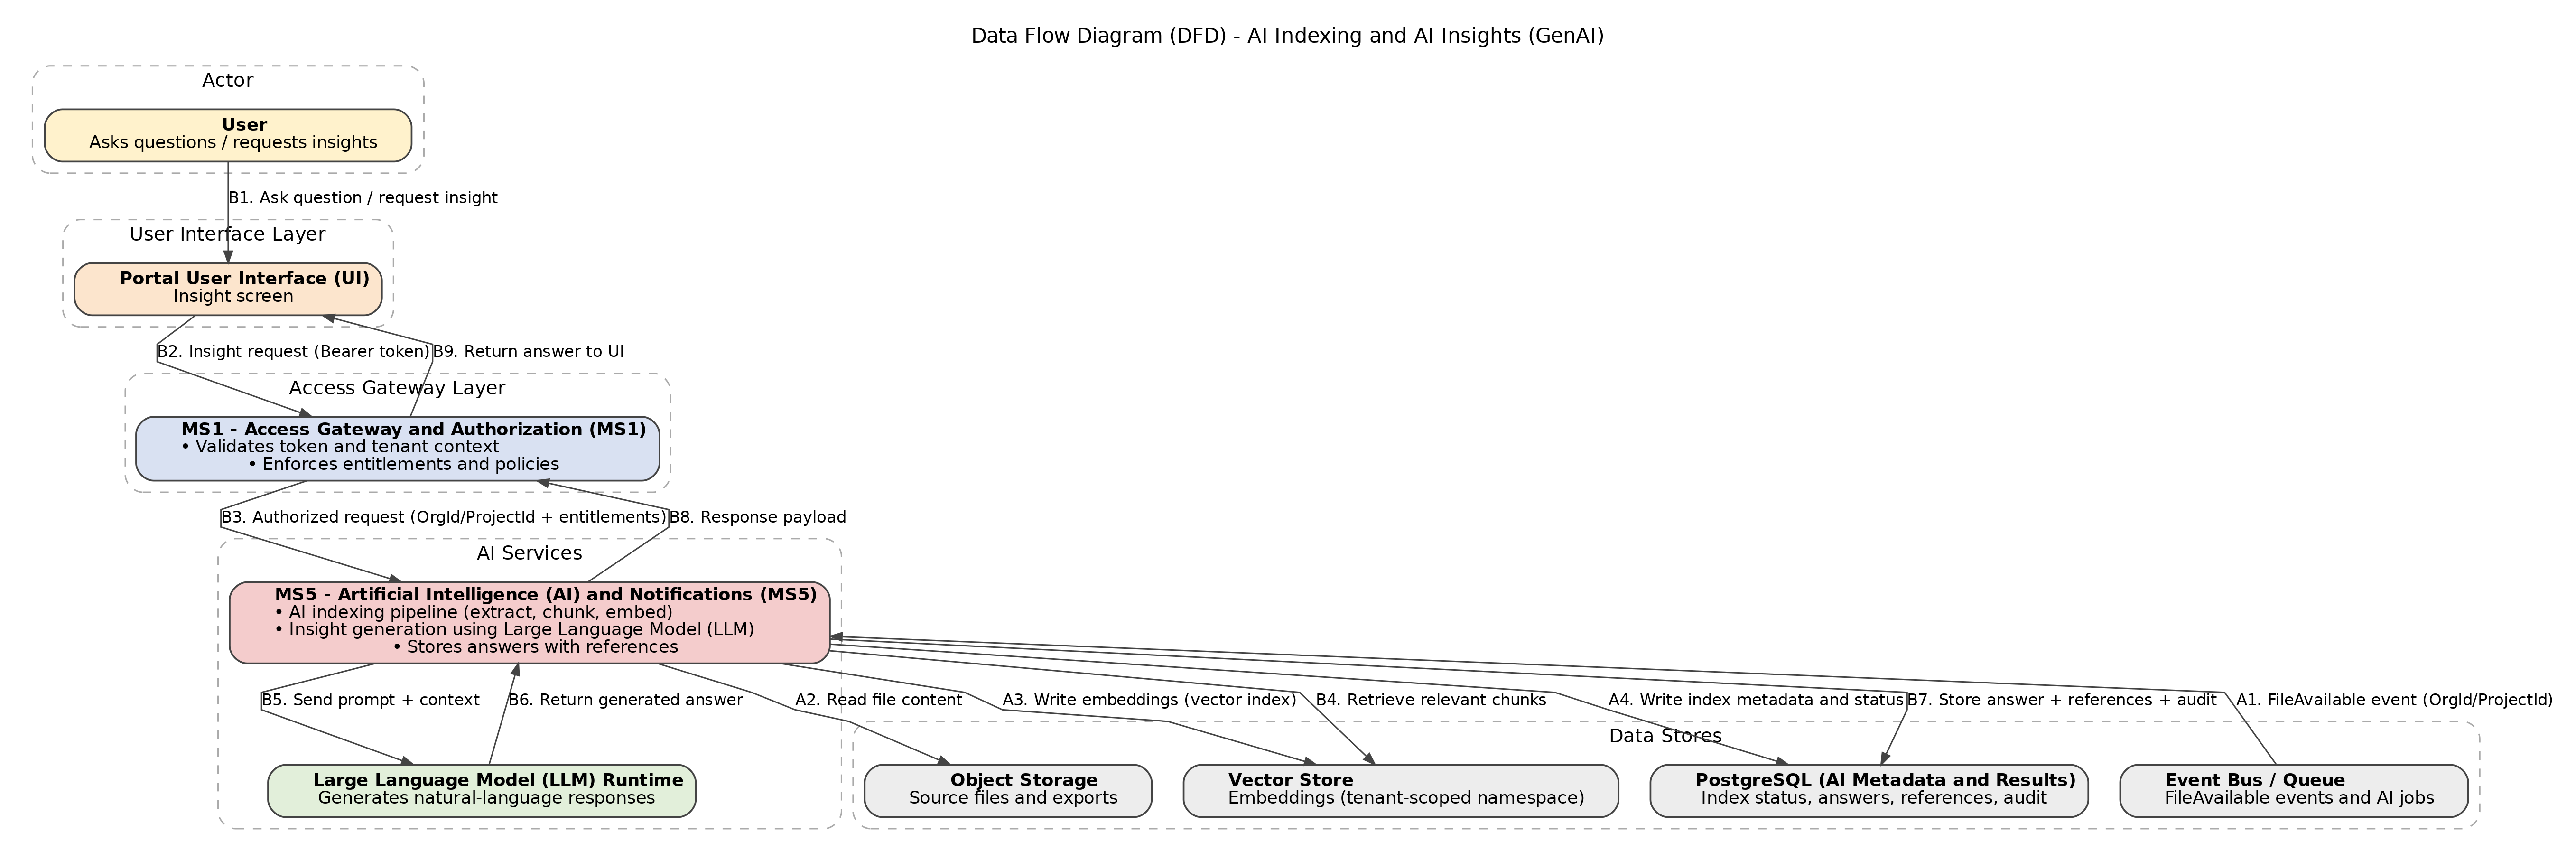 Data Flow Diagram (DFD) - AI Indexing and AI Insights (GenAI)
Actor
User
Asks questions / requests insights
B1. Ask question / request insight
User Interface Layer
Portal User Interface (UI)
Insight screen
B2. Insight request (Bearer token)
B9. Return answer to UI
Access Gateway Layer
MS1 - Access Gateway and Authorization (MS1)
• Validates token and tenant context
• Enforces entitlements and policies
B3. Authorized request (OrgId/ProjectId + entitlements)
B8. Response payload
AI Services
MS5 - Artificial Intelligence (AI) and Notifications (MS5)
• AI indexing pipeline (extract, chunk, embed)
• Insight generation using Large Language Model (LLM)
• Stores answers with references
B5. Send prompt + context
B6. Return generated answer
A2. Read file content
A3. Write embeddings (vector index)
B4. Retrieve relevant chunks
A4. Write index metadata and status
B7. Store answer + references + audit
A1. FileAvailable event (OrgId/ProjectId)
Data Stores
Large Language Model (LLM) Runtime
Generates natural-language responses
Object Storage
Source files and exports
Vector Store
Embeddings (tenant-scoped namespace)
PostgreSQL (AI Metadata and Results)
Index status, answers, references, audit
Event Bus / Queue
FileAvailable events and AI jobs